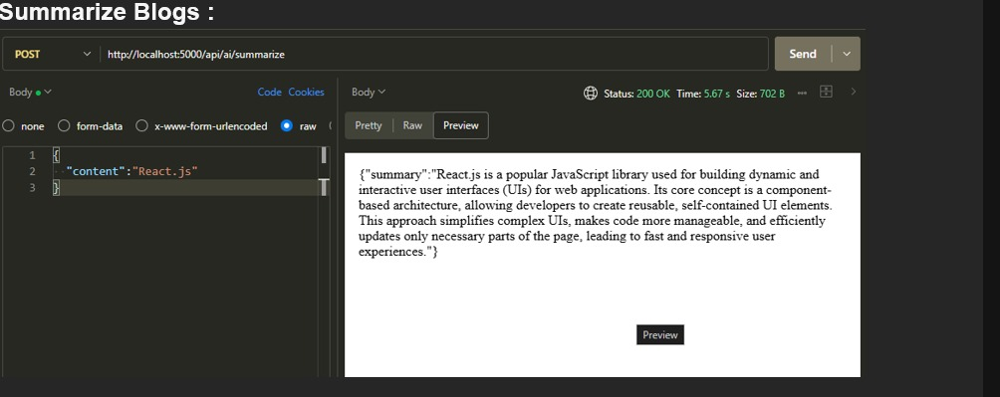 Summarize Blogs :
POST http://localhost:5000/api/ai/summarize Send
Body Code Cookies
none form-data x-www-form-urlencoded raw
1 {
2 "content":"React.js"
3 }
Body Status: 200 OK Time: 5.67 s Size: 702 B
Pretty Raw Preview
{"summary":"React.js is a popular JavaScript library used for building dynamic and
interactive user interfaces (UIs) for web applications. Its core concept is a component-
based architecture, allowing developers to create reusable, self-contained UI elements.
This approach simplifies complex UIs, makes code more manageable, and efficiently
updates only necessary parts of the page, leading to fast and responsive user
experiences."}
Preview